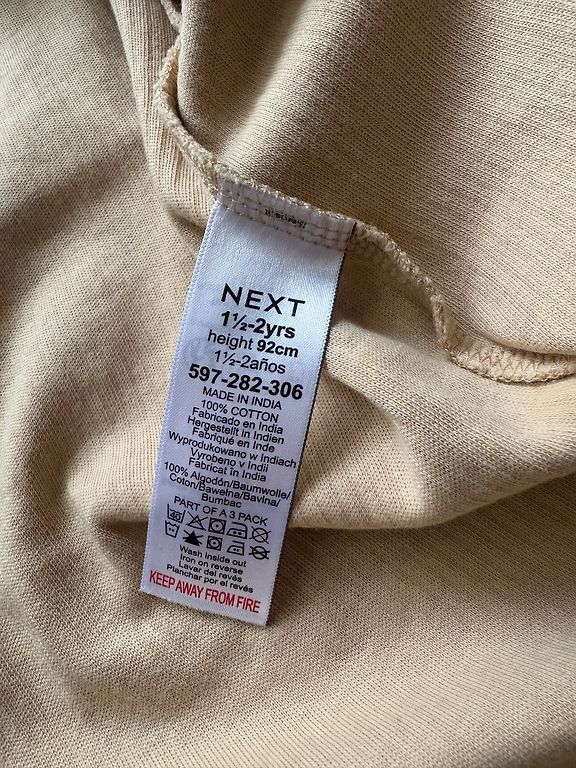 NEXT
1½-2yrs
height 92cm
1½-2años
597-282-306
MADE IN INDIA
100% COTTON
Fabricado en India
Hergestellt in Indien
Fabriqué en Inde
Wyprodukowano w Indiach
Vyrobeno v Indii
Fabricat în India
100% Algodón/Baumwolle/
Coton/Bawełna/Bavlna/
Bumbac
PART OF A 3 PACK
40
Wash inside out
Iron on reverse
Lavar del revés
Planchar por el revés
KEEP AWAY FROM FIRE